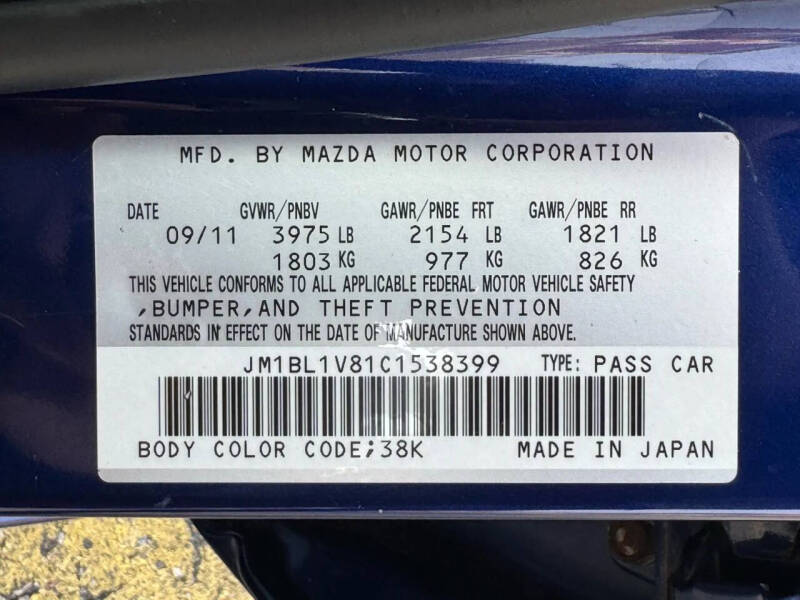 MFD. BY MAZDA MOTOR CORPORATION
DATE GVWR/PNBV GAWR/PNBE FRT GAWR/PNBE RR
09/11 3975 LB 2154 LB 1821 LB
1803 KG 977 KG 826 KG
THIS VEHICLE CONFORMS TO ALL APPLICABLE FEDERAL MOTOR VEHICLE SAFETY
,BUMPER,AND THEFT PREVENTION
STANDARDS IN EFFECT ON THE DATE OF MANUFACTURE SHOWN ABOVE.
JM1BL1V81C1538399 TYPE: PASS CAR
BODY COLOR CODE;38K MADE IN JAPAN